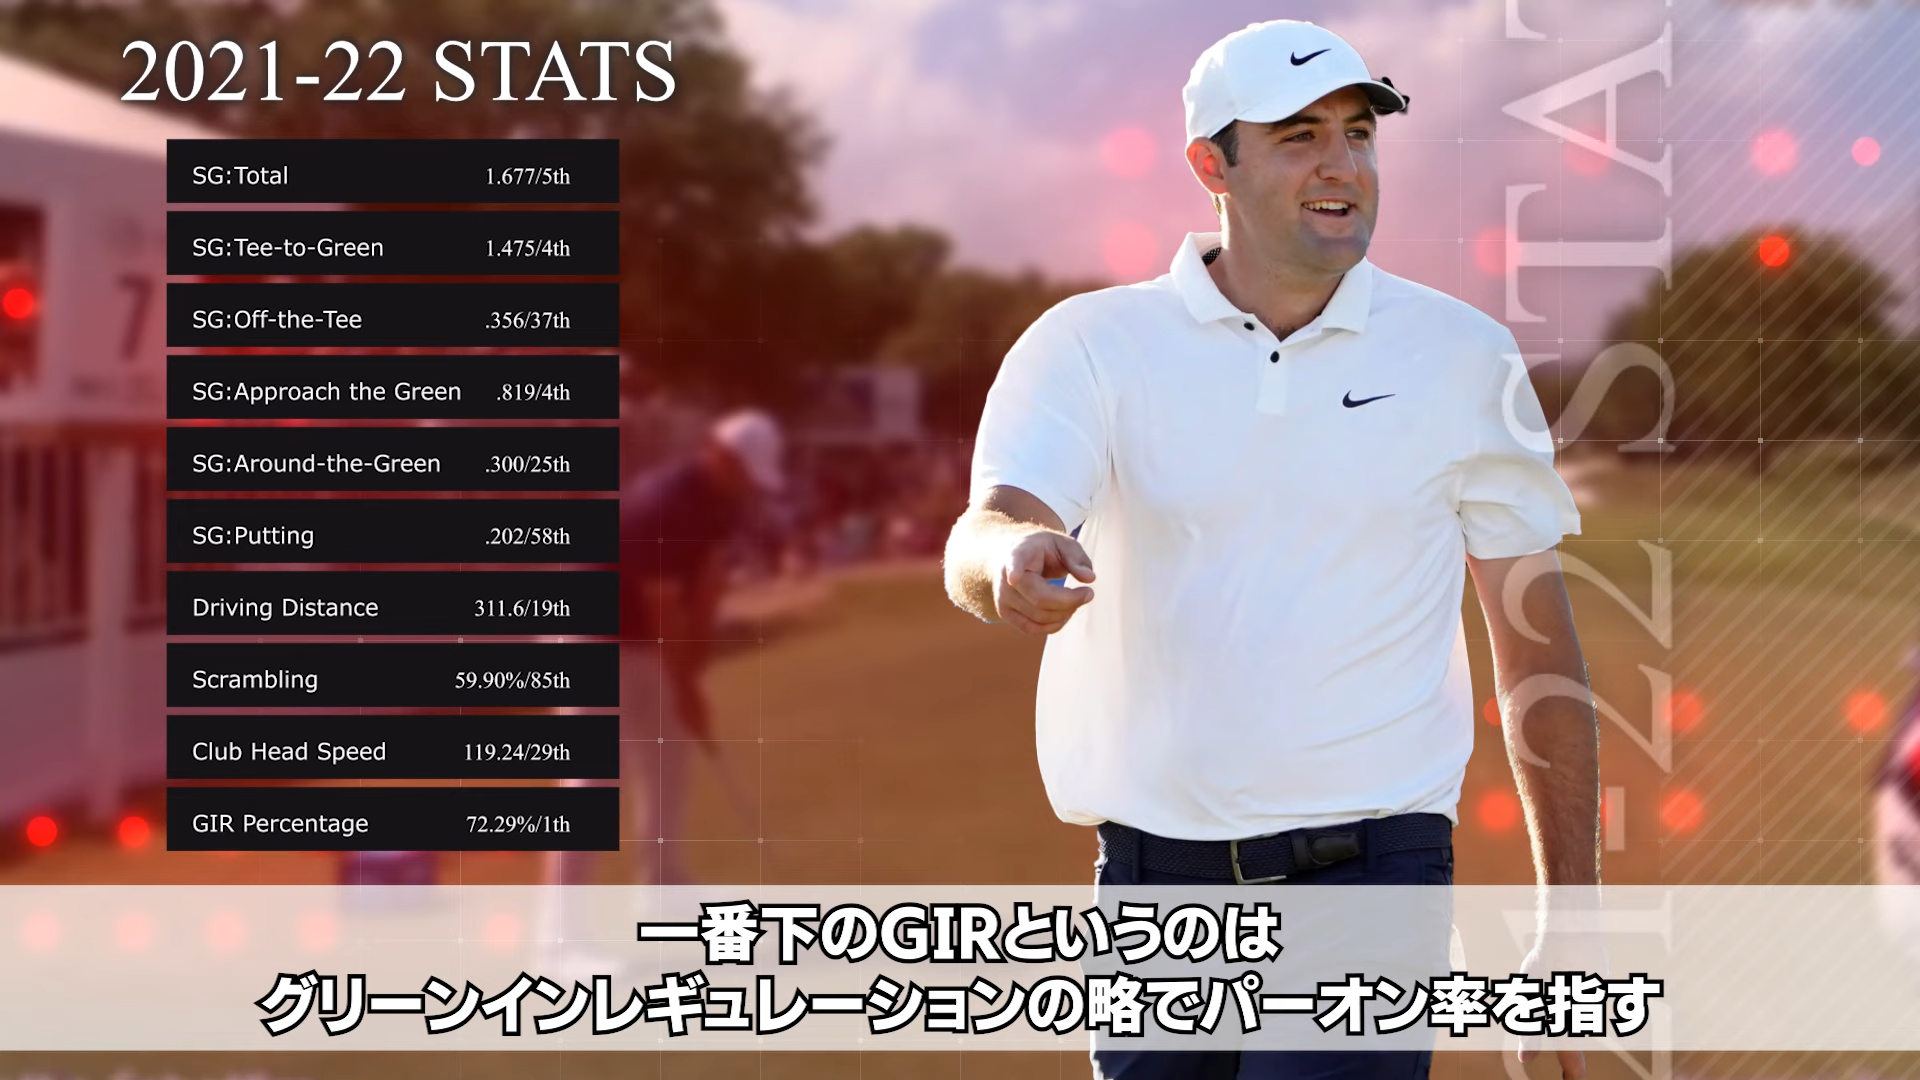 2021-22 STATS
SG:Total 1.677/5th
SG:Tee-to-Green 1.475/4th
SG:Off-the-Tee .356/37th
SG:Approach the Green .819/4th
SG:Around-the-Green .300/25th
SG:Putting .202/58th
Driving Distance 311.6/19th
Scrambling 59.90%/85th
Club Head Speed 119.24/29th
GIR Percentage 72.29%/1th
21-22 STAT
7
一番下のGIRというのは
グリーンインレギュレーションの略でパーオン率を指す